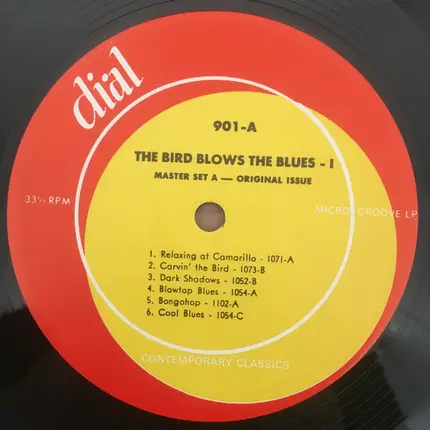 dial
901-A
THE BIRD BLOWS THE BLUES - I
MASTER SET A — ORIGINAL ISSUE
33⅓ RPM
MICRO-GROOVE LP
1. Relaxing at Camarillo - 1071-A
2. Carvin' the Bird - 1073-B
3. Dark Shadows - 1052-B
4. Blowtop Blues - 1054-A
5. Bongohop - 1102-A
6. Cool Blues - 1054-C
CONTEMPORARY CLASSICS